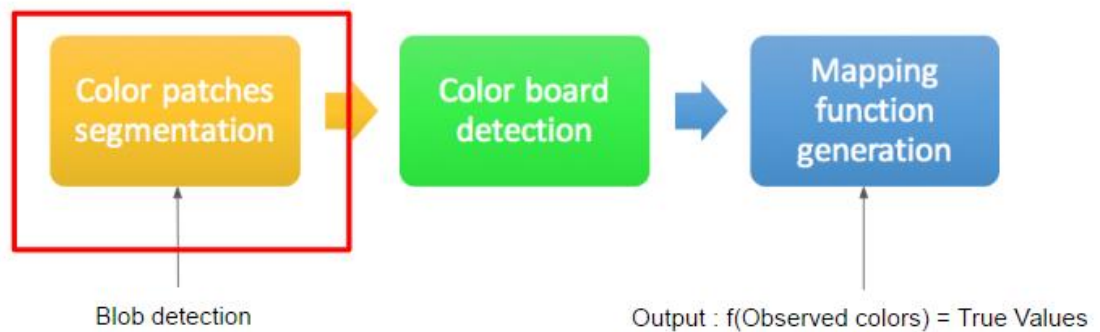 Color patches
segmentation
Color board
detection
Mapping
function
generation
Blob detection
Output : f(Observed colors) = True Values